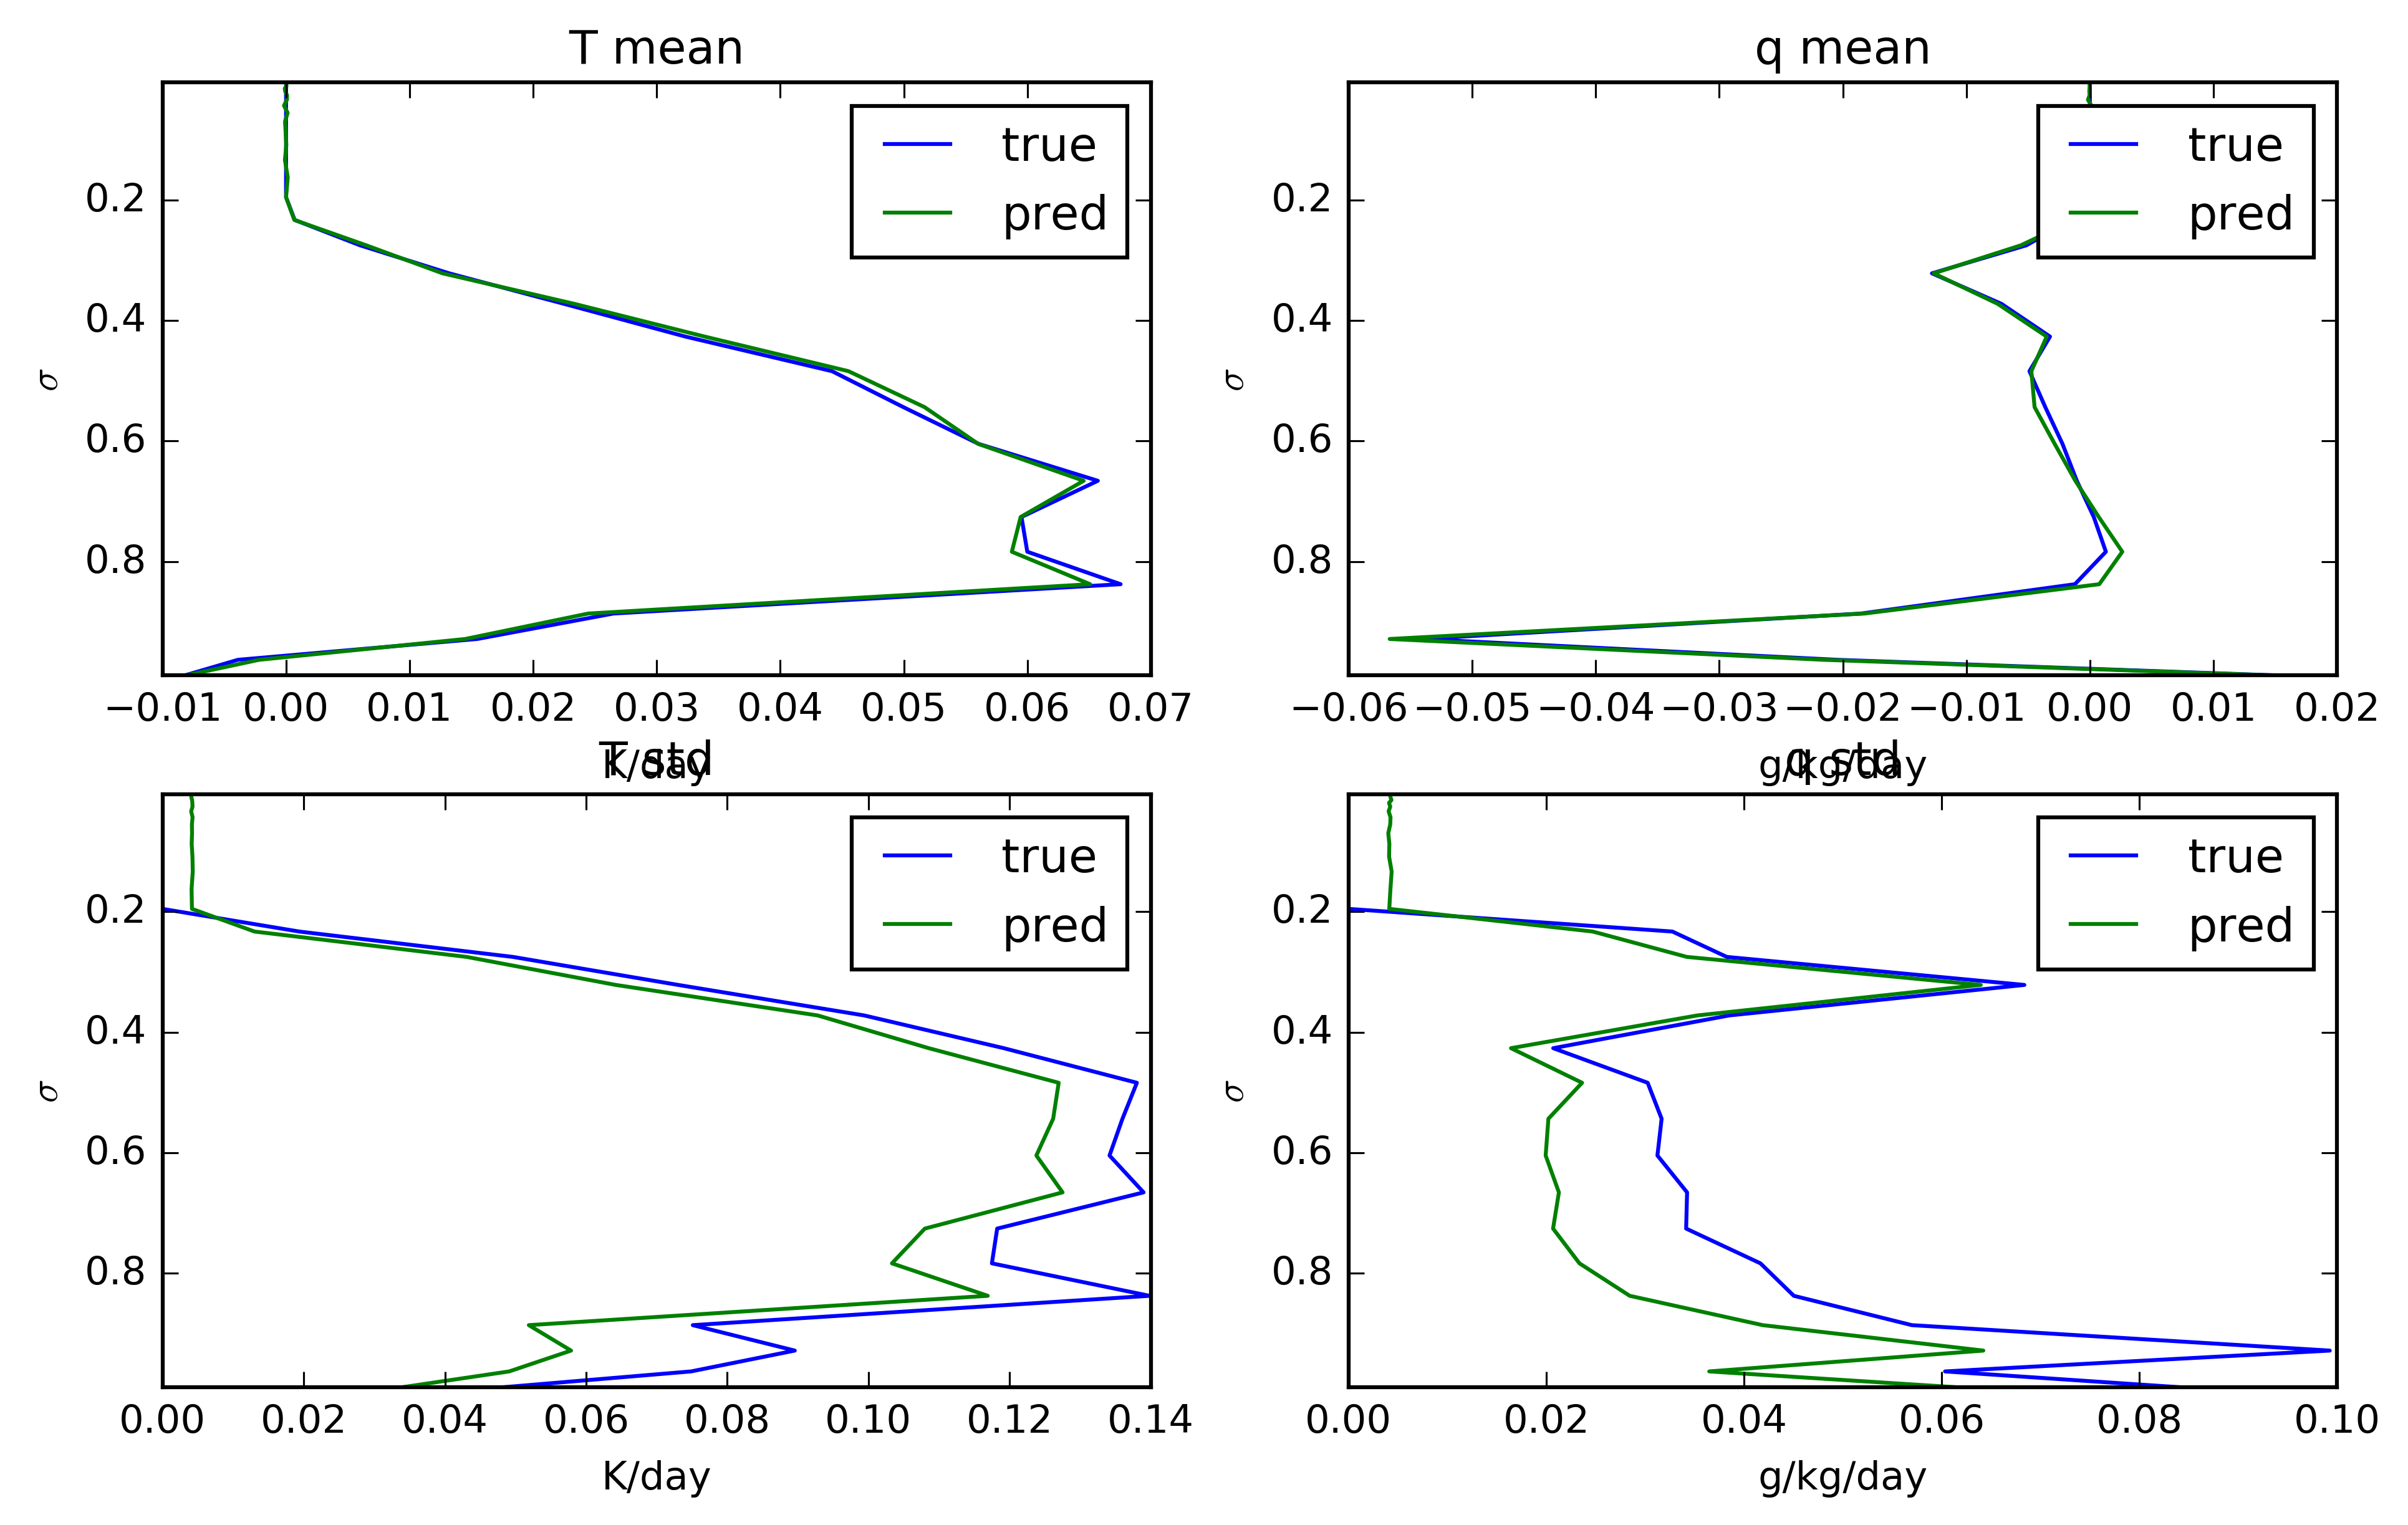 T mean
true
pred
0.2
0.4
0.6
0.8
σ
−0.01 0.00 0.01 0.02 0.03 0.04 0.05 0.06 0.07
K/day
q mean
true
pred
0.2
0.4
0.6
0.8
σ
−0.06 −0.05 −0.04 −0.03 −0.02 −0.01 0.00 0.01 0.02
g/kg/day
T std
true
pred
0.2
0.4
0.6
0.8
σ
0.00 0.02 0.04 0.06 0.08 0.10 0.12 0.14
K/day
q std
true
pred
0.2
0.4
0.6
0.8
σ
0.00 0.02 0.04 0.06 0.08 0.10
g/kg/day